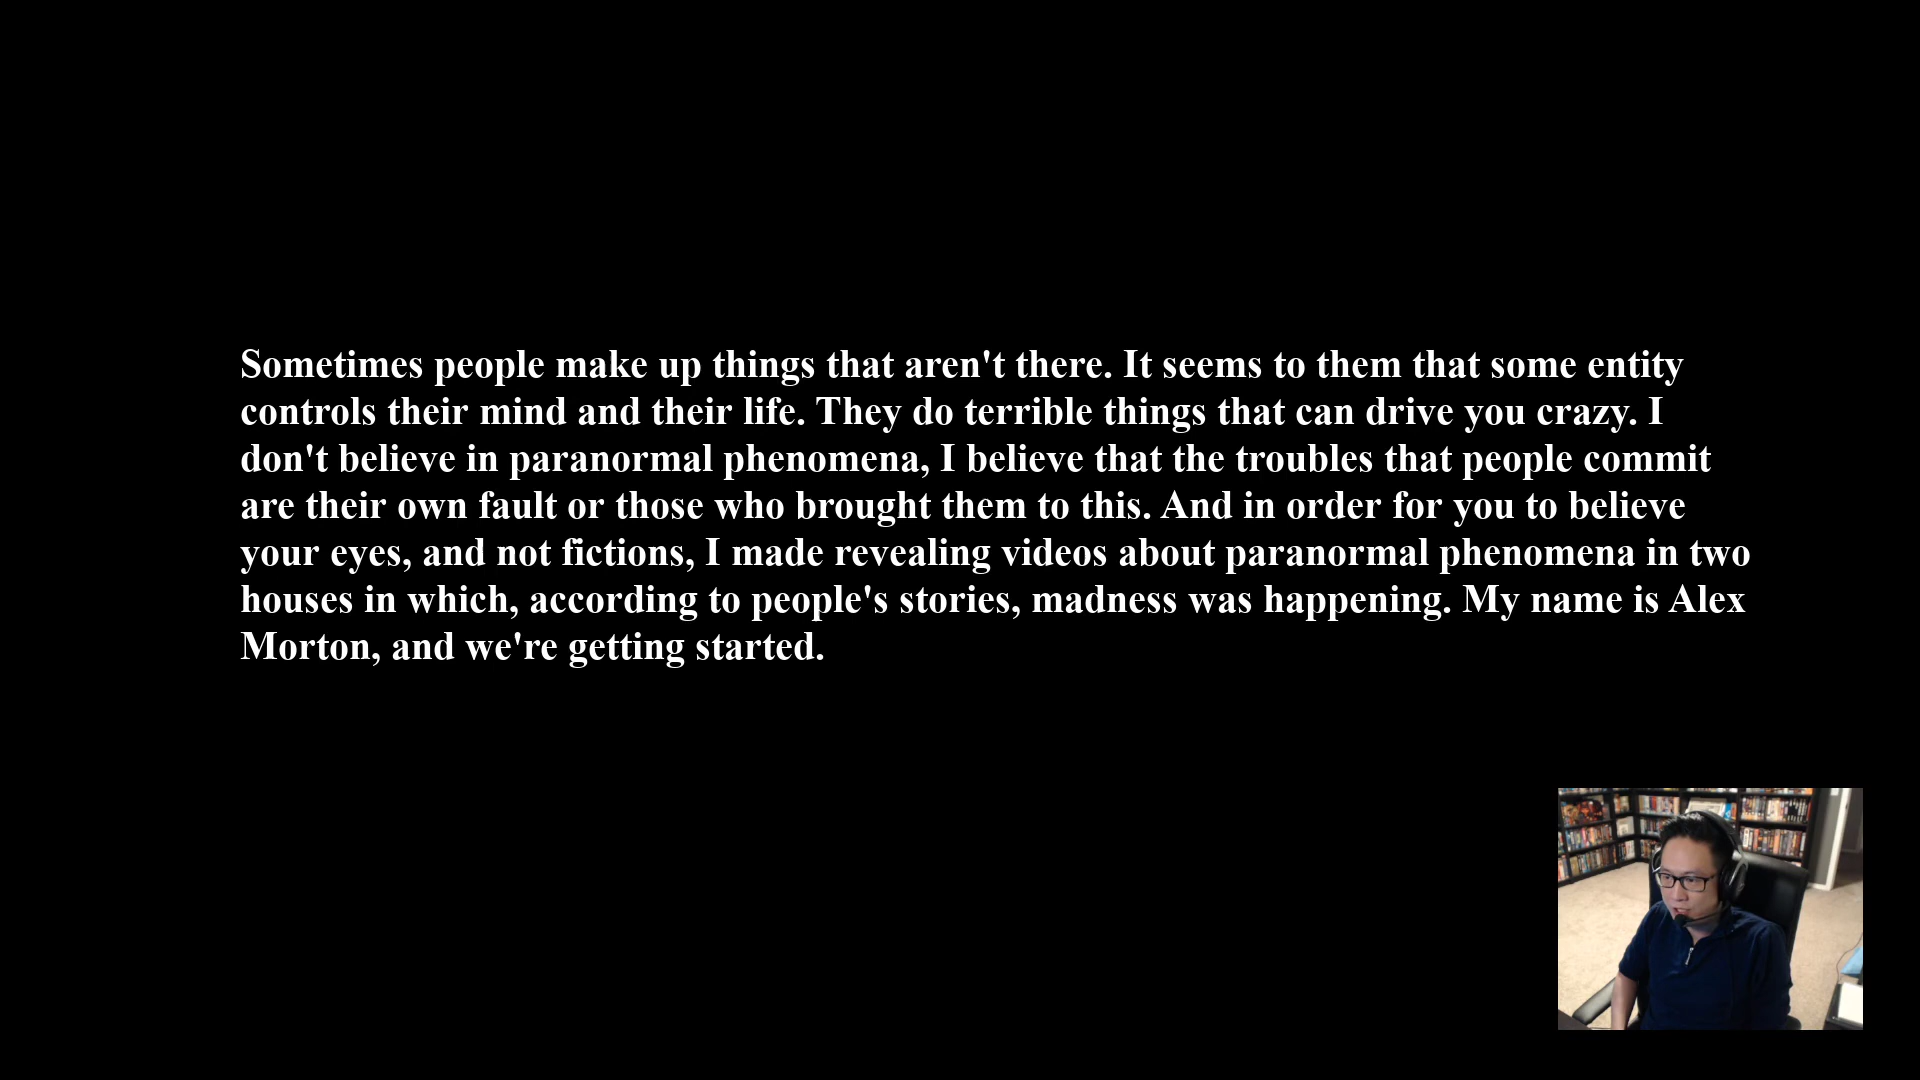 Sometimes people make up things that aren't there. It seems to them that some entity
controls their mind and their life. They do terrible things that can drive you crazy. I
don't believe in paranormal phenomena, I believe that the troubles that people commit
are their own fault or those who brought them to this. And in order for you to believe
your eyes, and not fictions, I made revealing videos about paranormal phenomena in two
houses in which, according to people's stories, madness was happening. My name is Alex
Morton, and we're getting started.